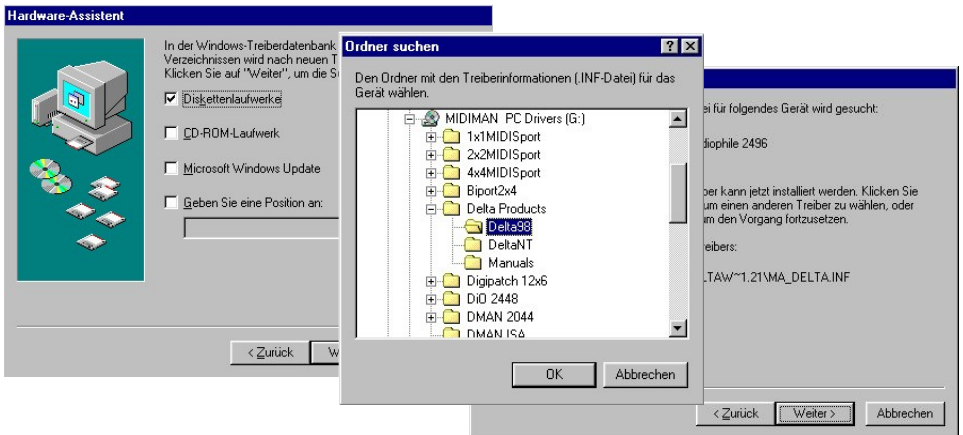 Hardware-Assistent
In der Windows-Treiberdatenbank
Verzeichnissen wird nach neuen T
Klicken Sie auf "Weiter", um die S
Diskettenlaufwerke
CD-ROM-Laufwerk
Microsoft Windows Update
Geben Sie eine Position an:
< Zurück W
Ordner suchen
Den Ordner mit den Treiberinformationen (.INF-Datei) für das
Gerät wählen.
MIDIMAN PC Drivers (G:)
1x1MIDISport
2x2MIDISport
4x4MIDISport
Biport2x4
Delta Products
Delta98
DeltaNT
Manuals
Digipatch 12x6
DiO 2448
DMAN 2044
DMAN ISA
OK Abbrechen
ei für folgendes Gerät wird gesucht:
diophile 2496
ber kann jetzt installiert werden. Klicken Sie
um einen anderen Treiber zu wählen, oder
um den Vorgang fortzusetzen.
reibers:
LTAW~1.21\MA_DELTA.INF
< Zurück Weiter > Abbrechen